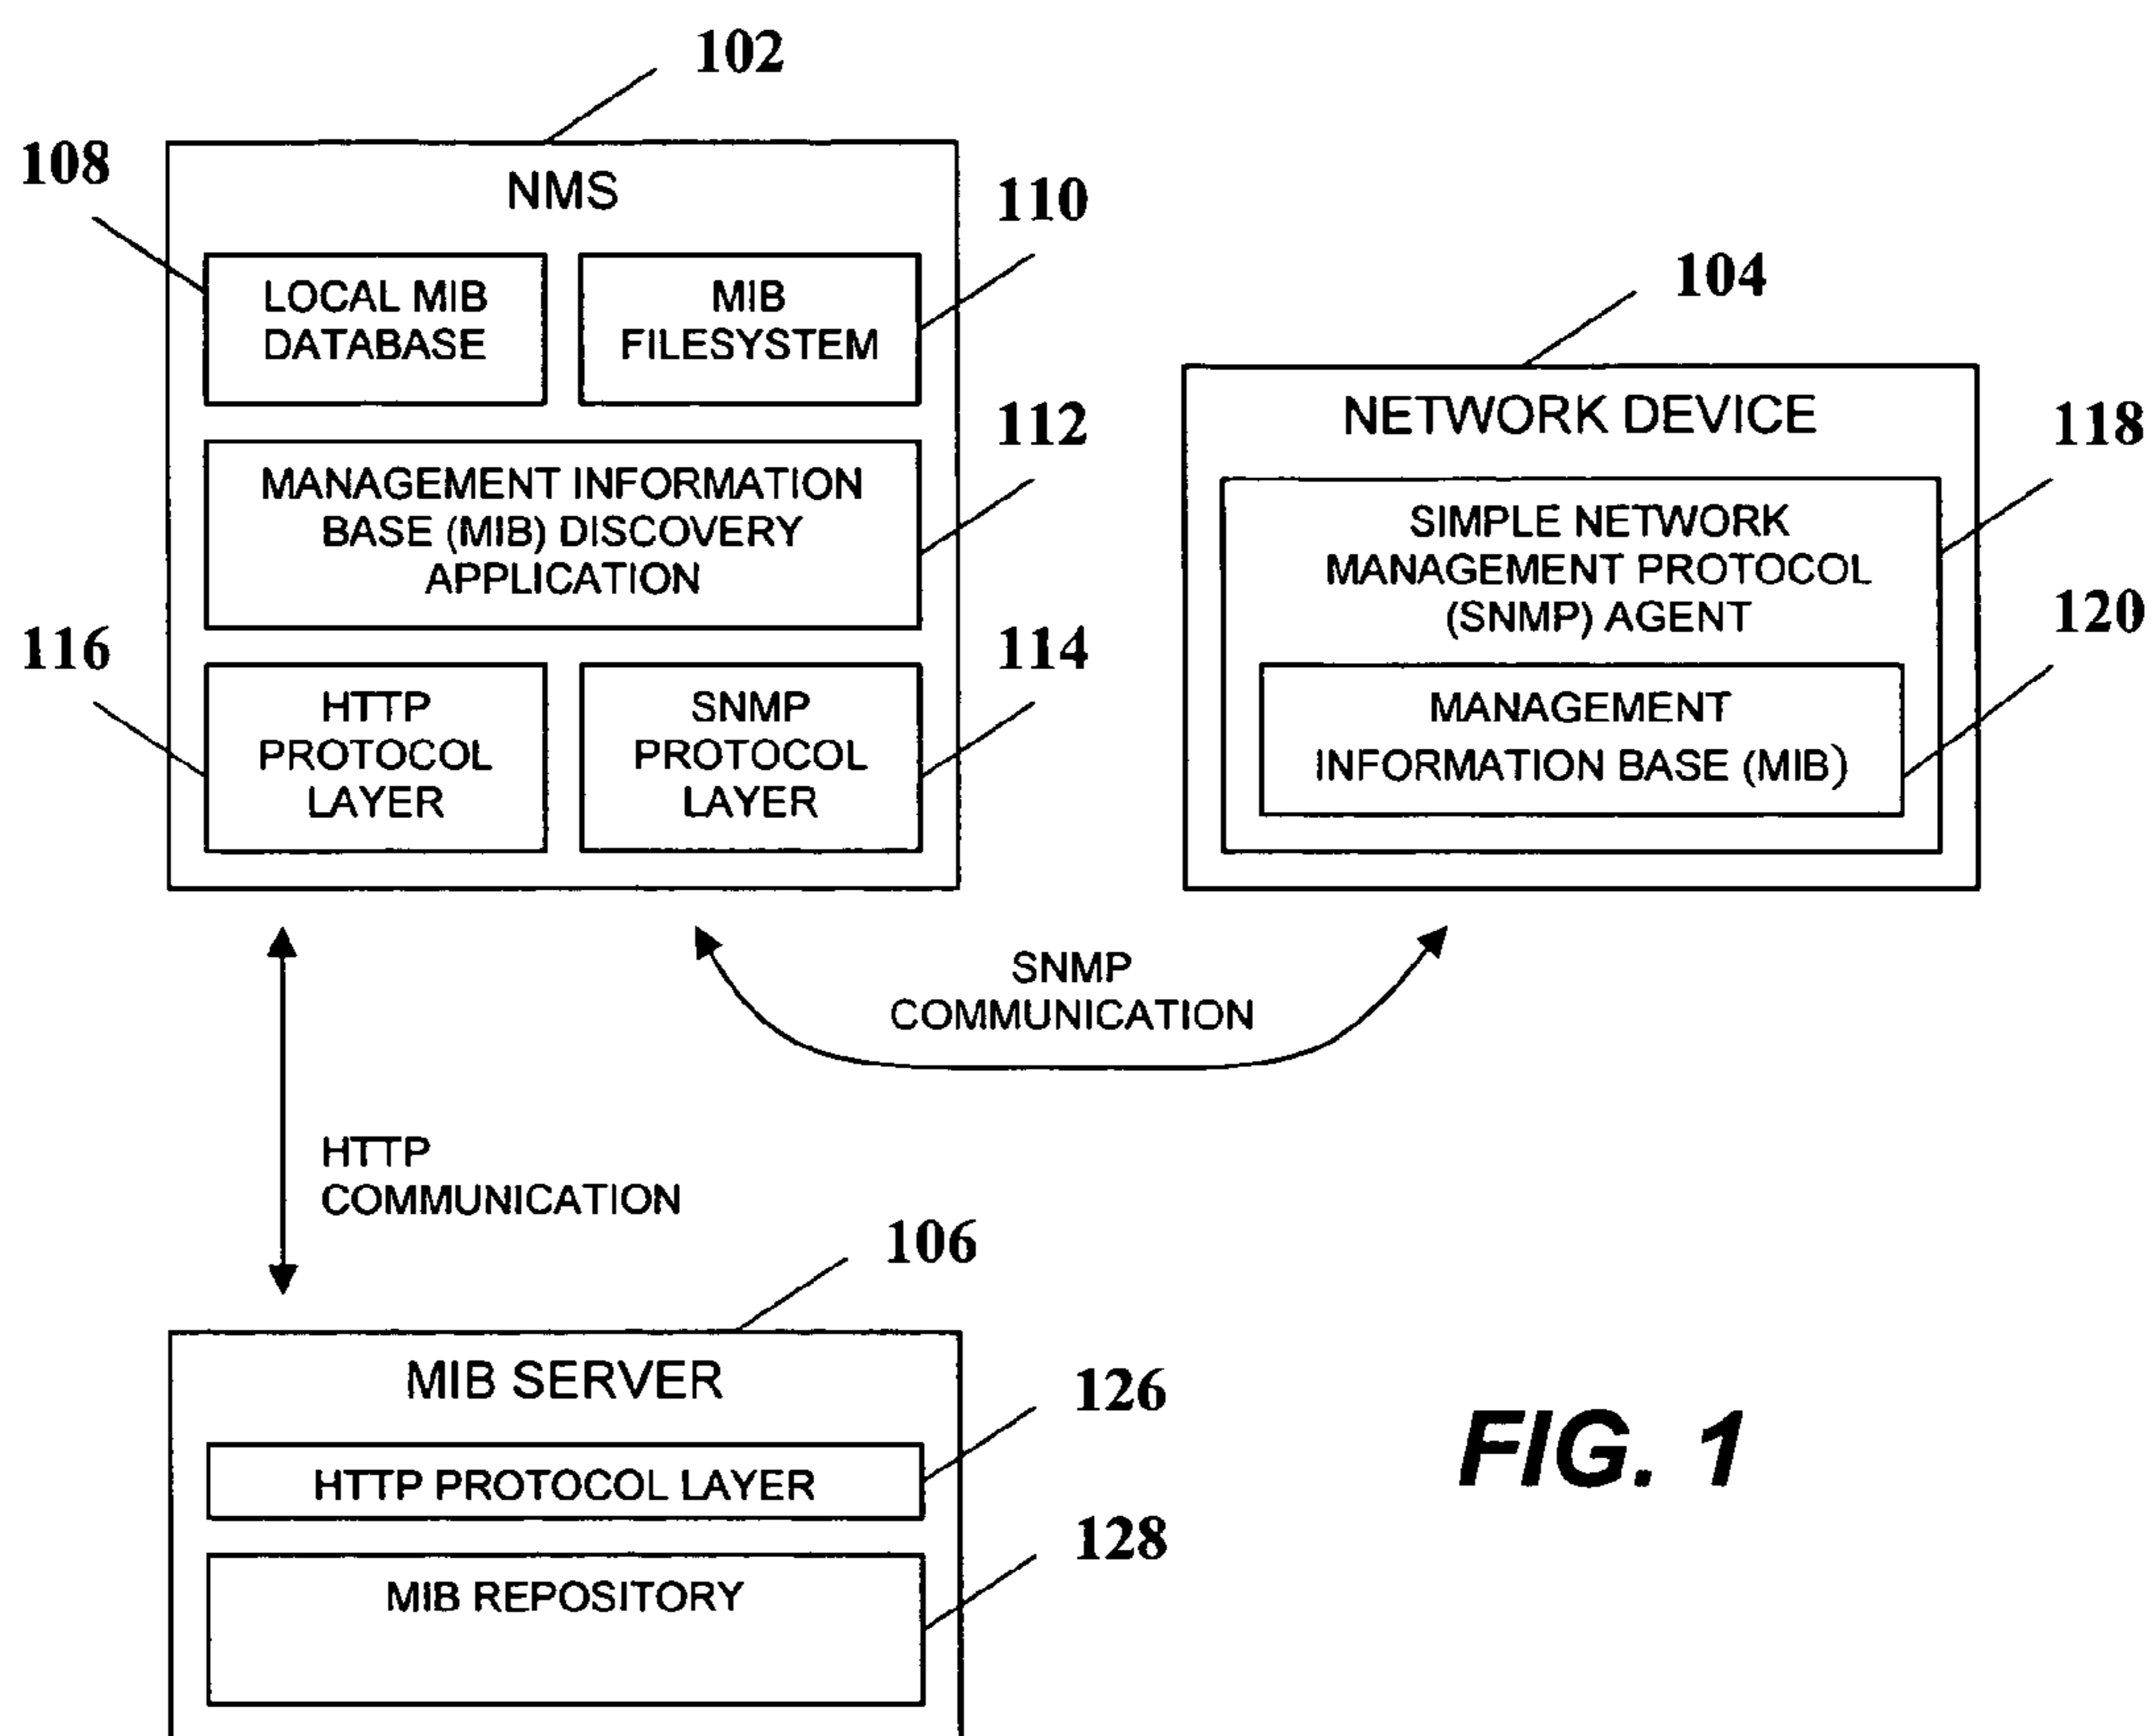 102
108
NMS
110
LOCAL MIB
DATABASE
MIB
FILESYSTEM
104
112
NETWORK DEVICE
118
MANAGEMENT INFORMATION
BASE (MIB) DISCOVERY
APPLICATION
SIMPLE NETWORK
MANAGEMENT PROTOCOL
(SNMP) AGENT
120
116
114
HTTP
PROTOCOL
LAYER
SNMP
PROTOCOL
LAYER
MANAGEMENT
INFORMATION BASE (MIB)
SNMP
COMMUNICATION
HTTP
COMMUNICATION
106
MIB SERVER
126
HTTP PROTOCOL LAYER
128
MIB REPOSITORY
FIG. 1